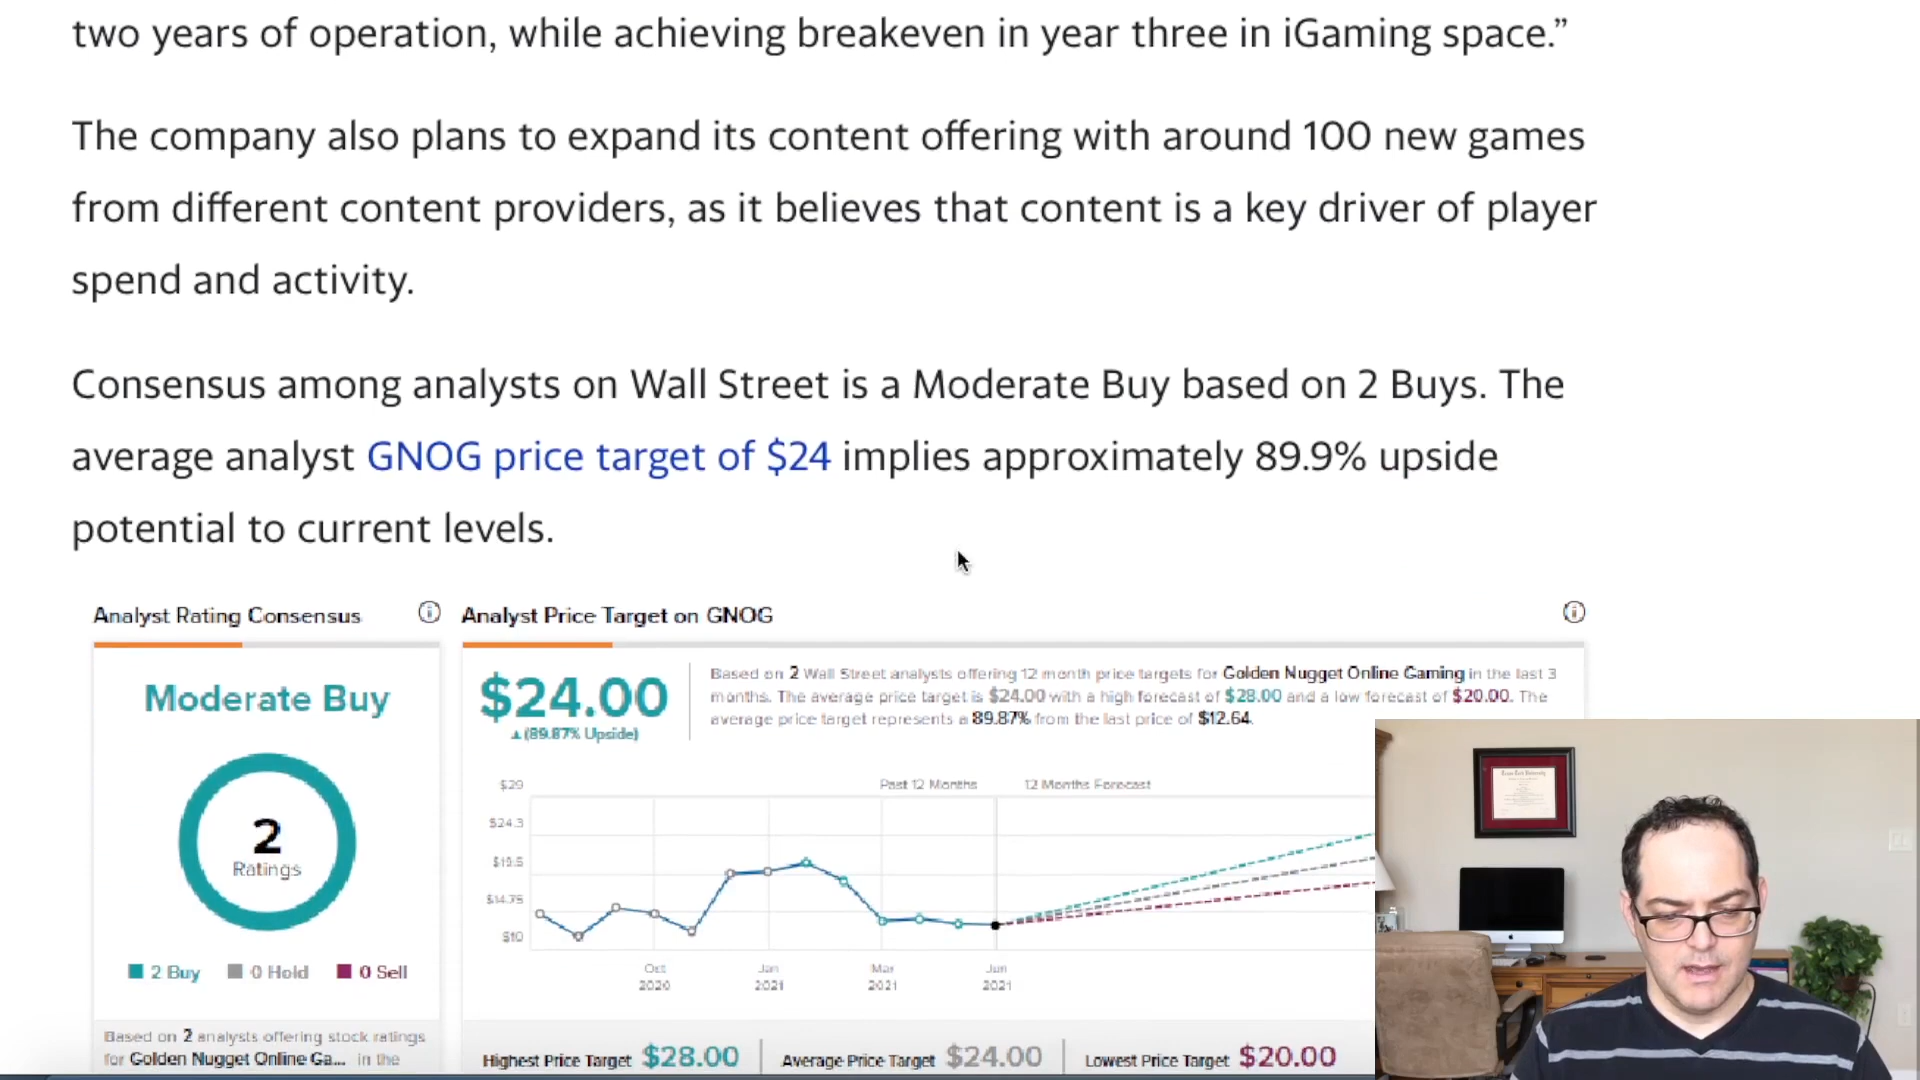 two years of operation, while achieving breakeven in year three in iGaming space.”
The company also plans to expand its content offering with around 100 new games
from different content providers, as it believes that content is a key driver of player
spend and activity.
Consensus among analysts on Wall Street is a Moderate Buy based on 2 Buys. The
average analyst GNOG price target of $24 implies approximately 89.9% upside
potential to current levels.
Analyst Rating Consensus
Moderate Buy
2
Ratings
2 Buy 0 Hold 0 Sell
Based on 2 analysts offering stock ratings
for Golden Nugget Online Ga... in the
Analyst Price Target on GNOG
$24.00
▲(89.87% Upside)
Based on 2 Wall Street analysts offering 12 month price targets for Golden Nugget Online Gaming in the last 3
months. The average price target is $24.00 with a high forecast of $28.00 and a low forecast of $20.00. The
average price target represents a 89.87% from the last price of $12.64.
Past 12 Months 12 Months Forecast
$29
$24.3
$19.5
$14.75
$10
Oct Jan Mar Jun
2020 2021 2021 2021
Highest Price Target $28.00 Average Price Target $24.00 Lowest Price Target $20.00